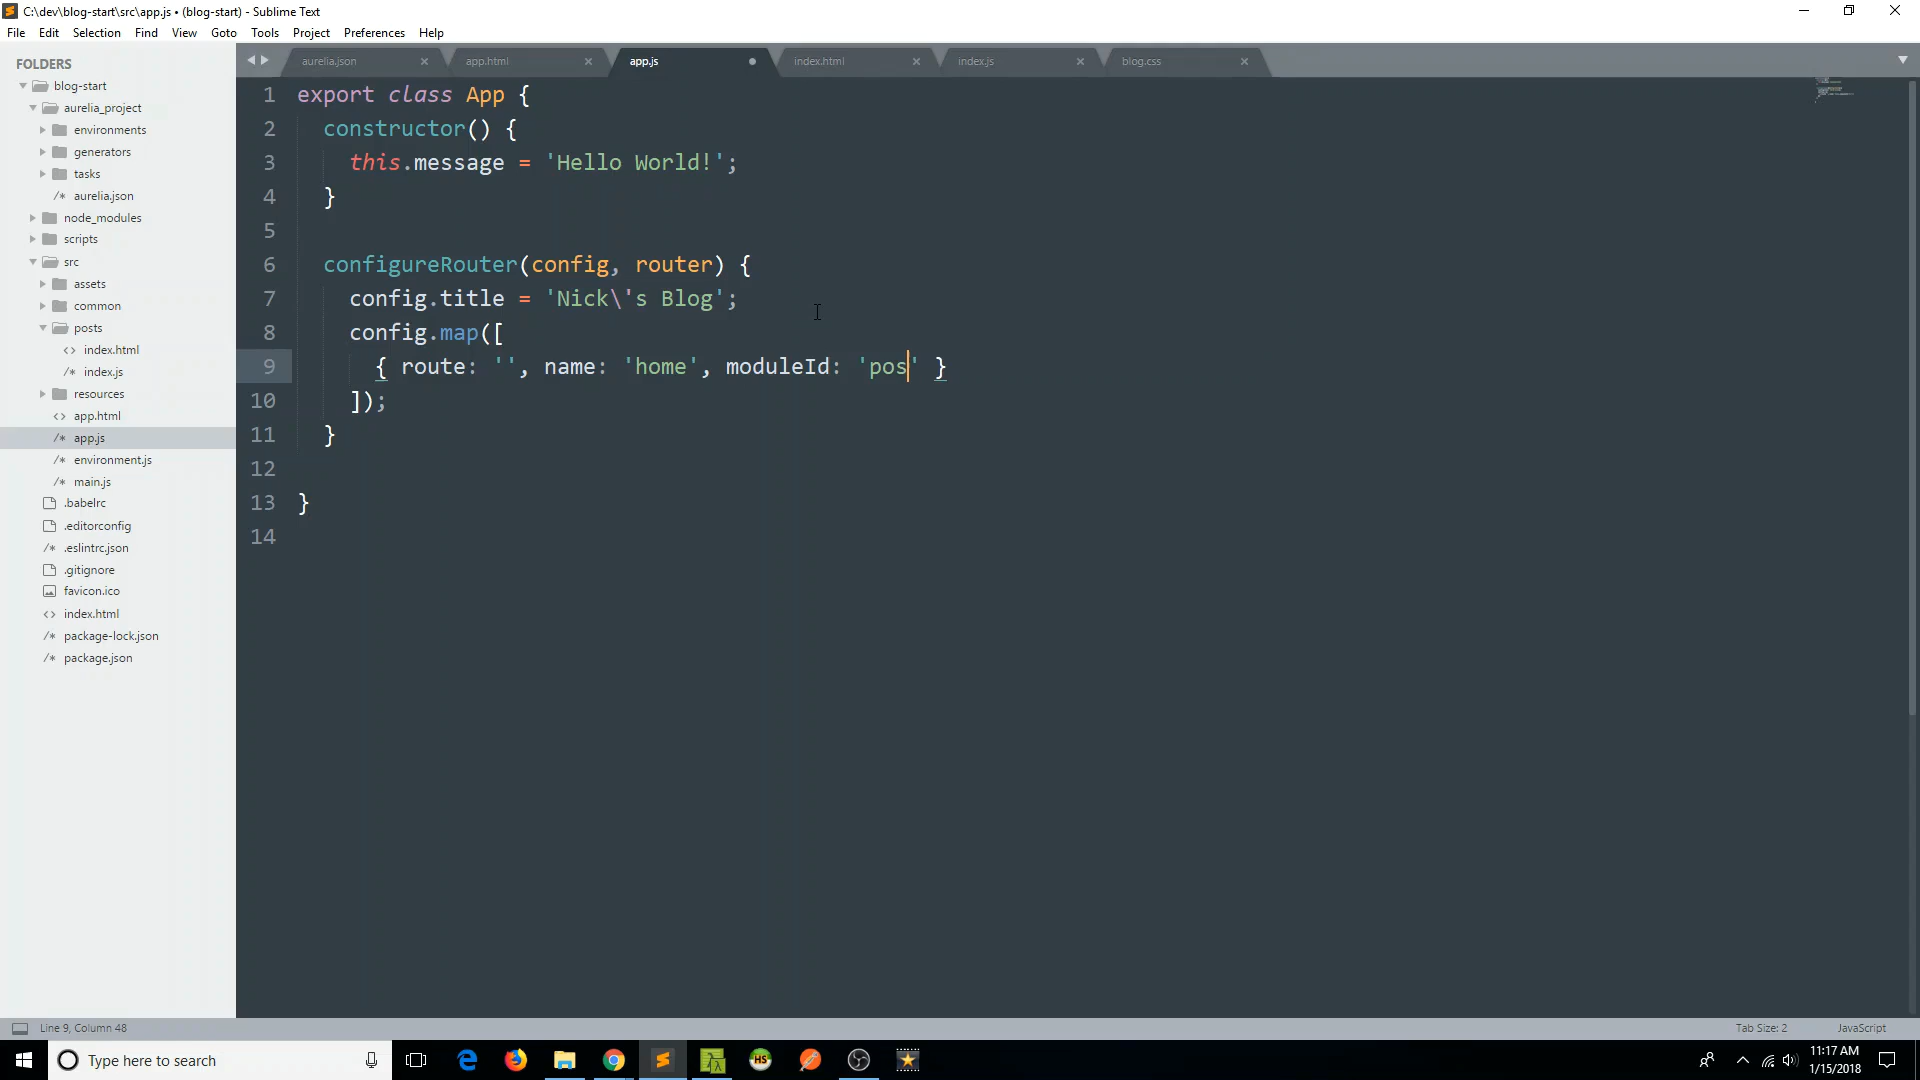 C:\dev\blog-start\src\app.js • (blog-start) - Sublime Text
File Edit Selection Find View Goto Tools Project Preferences Help
FOLDERS
blog-start
aurelia_project
environments
generators
tasks
/* aurelia.json
node_modules
scripts
src
assets
common
posts
<> index.html
/* index.js
resources
<> app.html
/* app.js
/* environment.js
/* main.js
.babelrc
.editorconfig
/* .eslintrc.json
.gitignore
favicon.ico
<> index.html
/* package-lock.json
/* package.json
aurelia.json app.html app.js index.html index.js blog.css
1 export class App {
2 constructor() {
3 this.message = 'Hello World!';
4 }
5
6 configureRouter(config, router) {
7 config.title = 'Nick\'s Blog';
8 config.map([
9 { route: '', name: 'home', moduleId: 'pos' }
10 ]);
11 }
12
13 }
14
Line 9, Column 48
Tab Size: 2
JavaScript
Type here to search
HS
11:17 AM
1/15/2018